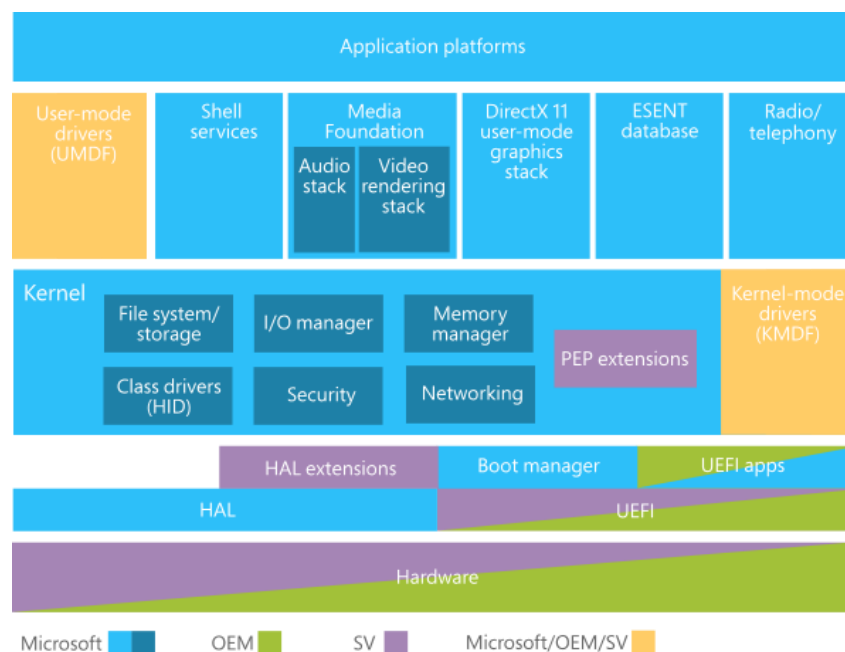 Application platforms
User-mode
drivers
(UMDF)
Shell
services
Media
Foundation
Audio
stack
Video
rendering
stack
DirectX 11
user-mode
graphics
stack
ESENT
database
Radio/
telephony
Kernel
File system/
storage
I/O manager
Memory
manager
PEP extensions
Kernel-mode
drivers
(KMDF)
Class drivers
(HID)
Security
Networking
HAL extensions
Boot manager
UEFI apps
HAL
UEFI
Hardware
Microsoft
OEM
SV
Microsoft/OEM/SV